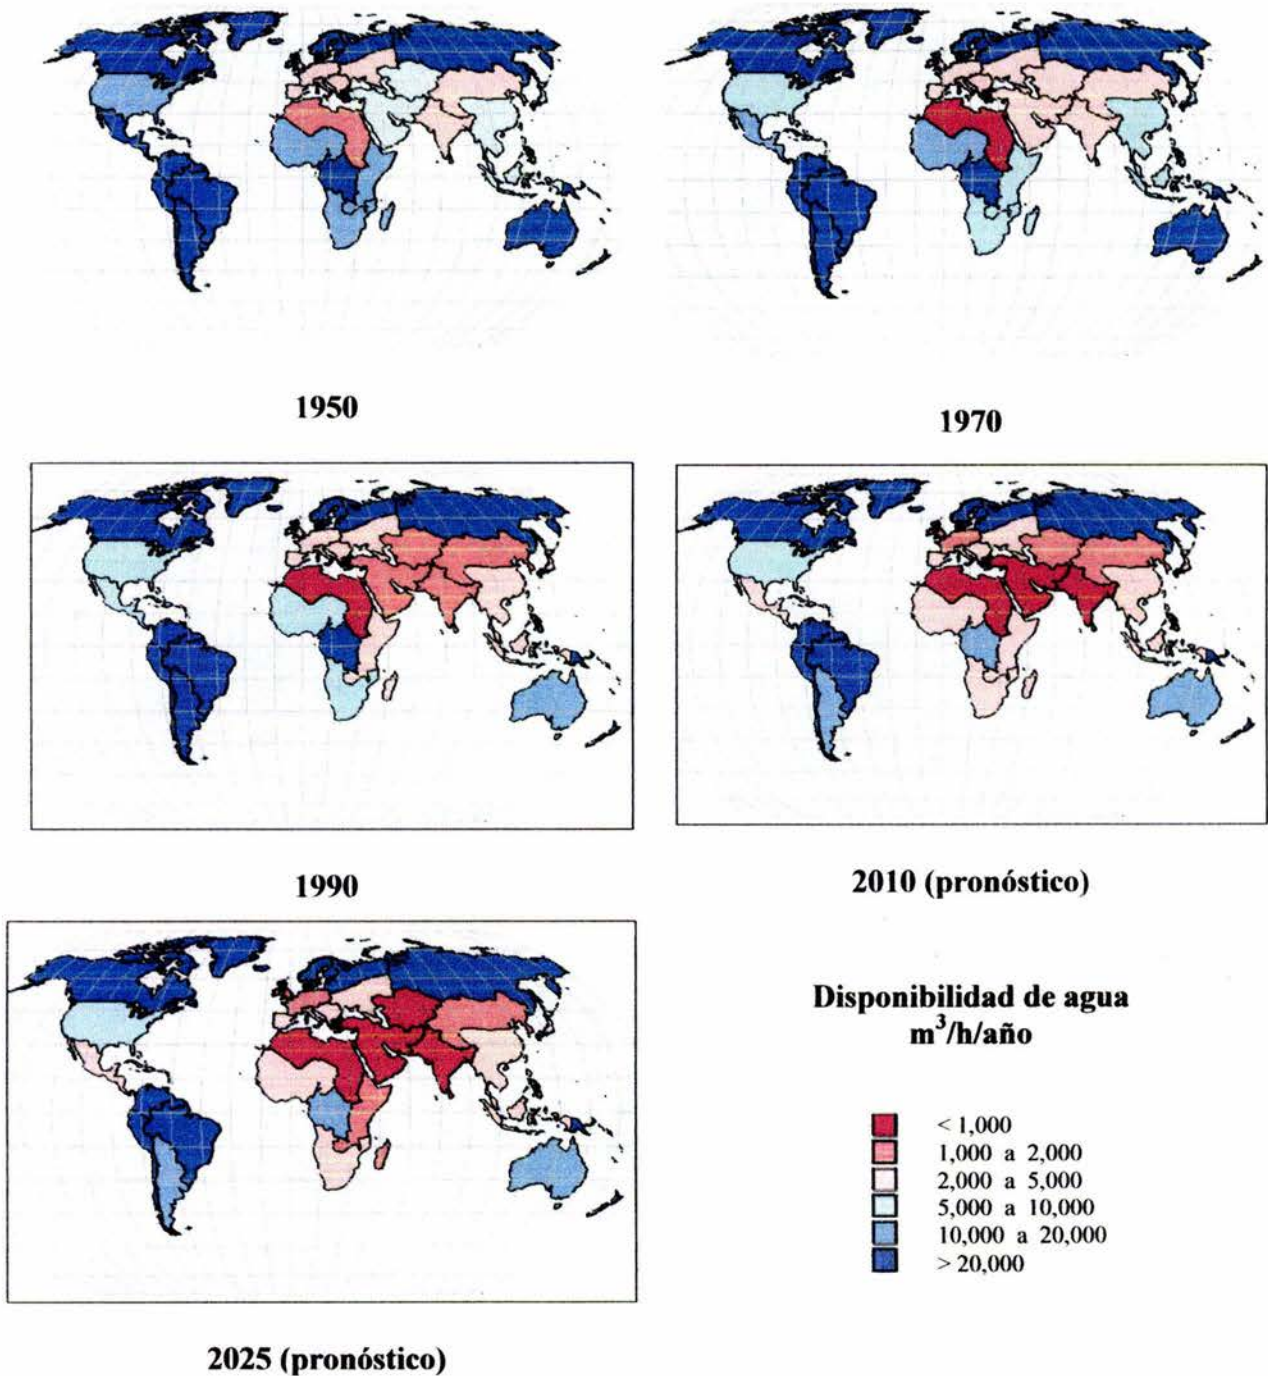 1950
1970
1990
2010 (pronóstico)
2025 (pronóstico)
Disponibilidad de agua
m³/h/año
< 1,000
1,000 a 2,000
2,000 a 5,000
5,000 a 10,000
10,000 a 20,000
> 20,000